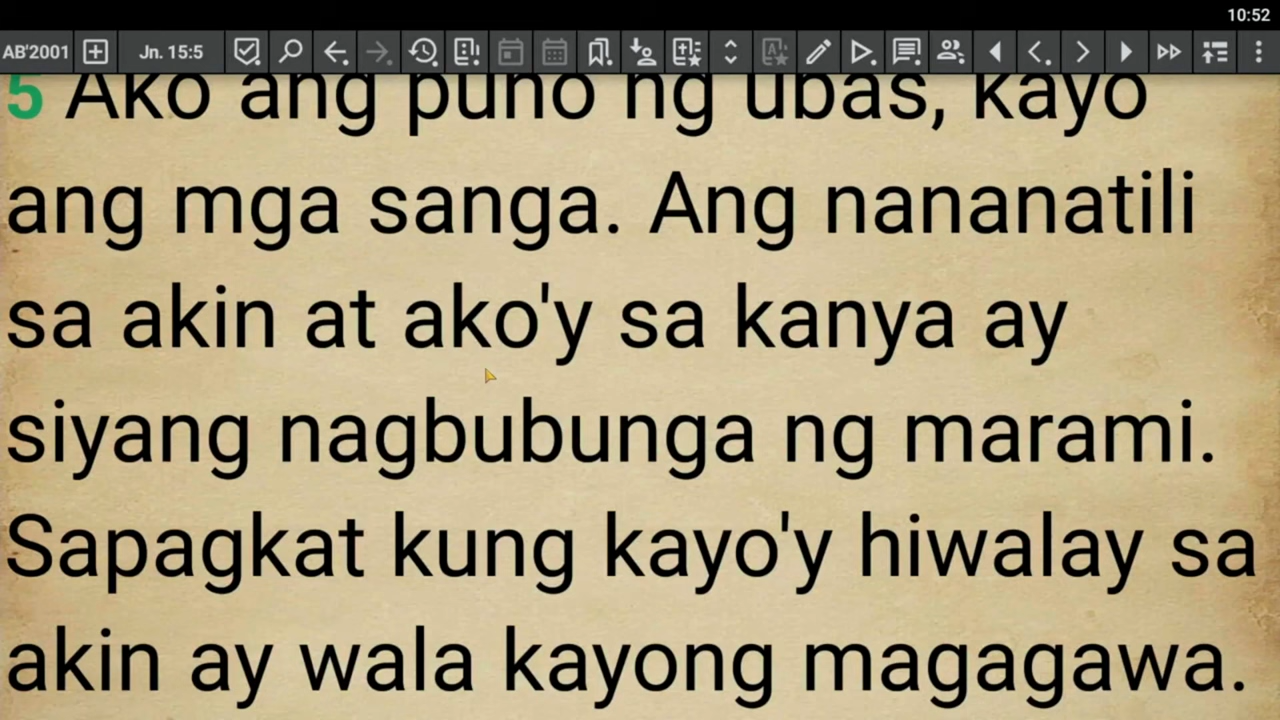 10:52
AB'2001 Jn. 15:5
5 Ako ang puno ng ubas, kayo
ang mga sanga. Ang nananatili
sa akin at ako'y sa kanya ay
siyang nagbubunga ng marami.
Sapagkat kung kayo'y hiwalay sa
akin ay wala kayong magagawa.